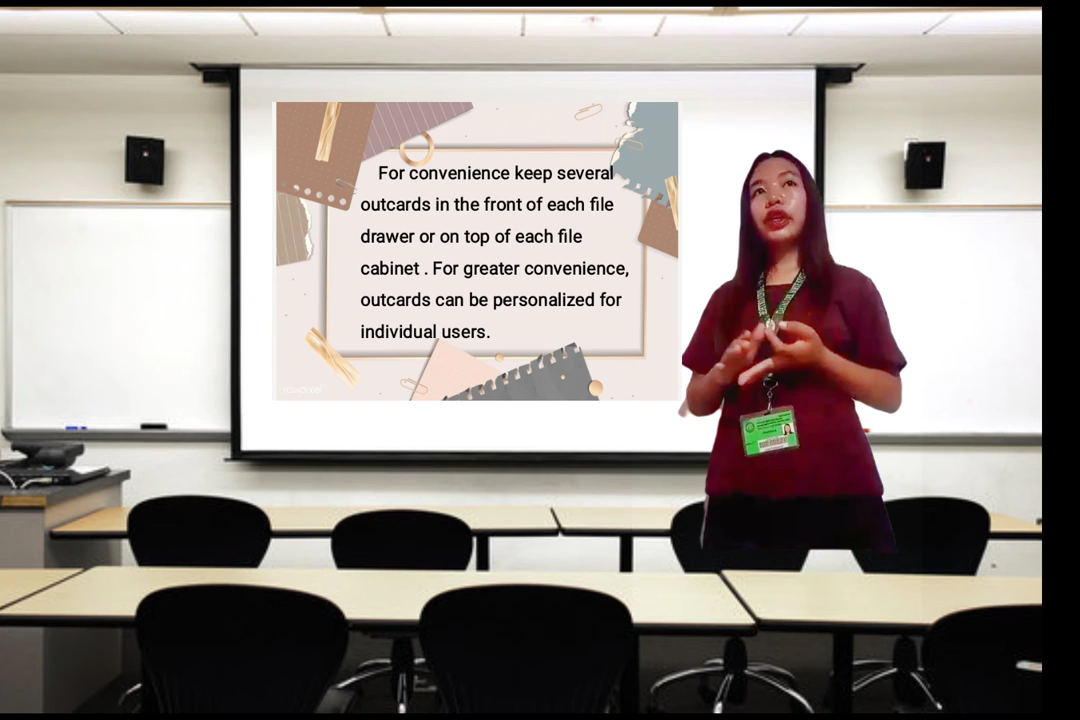 For convenience keep several
outcards in the front of each file
drawer or on top of each file
cabinet . For greater convenience,
outcards can be personalized for
individual users.